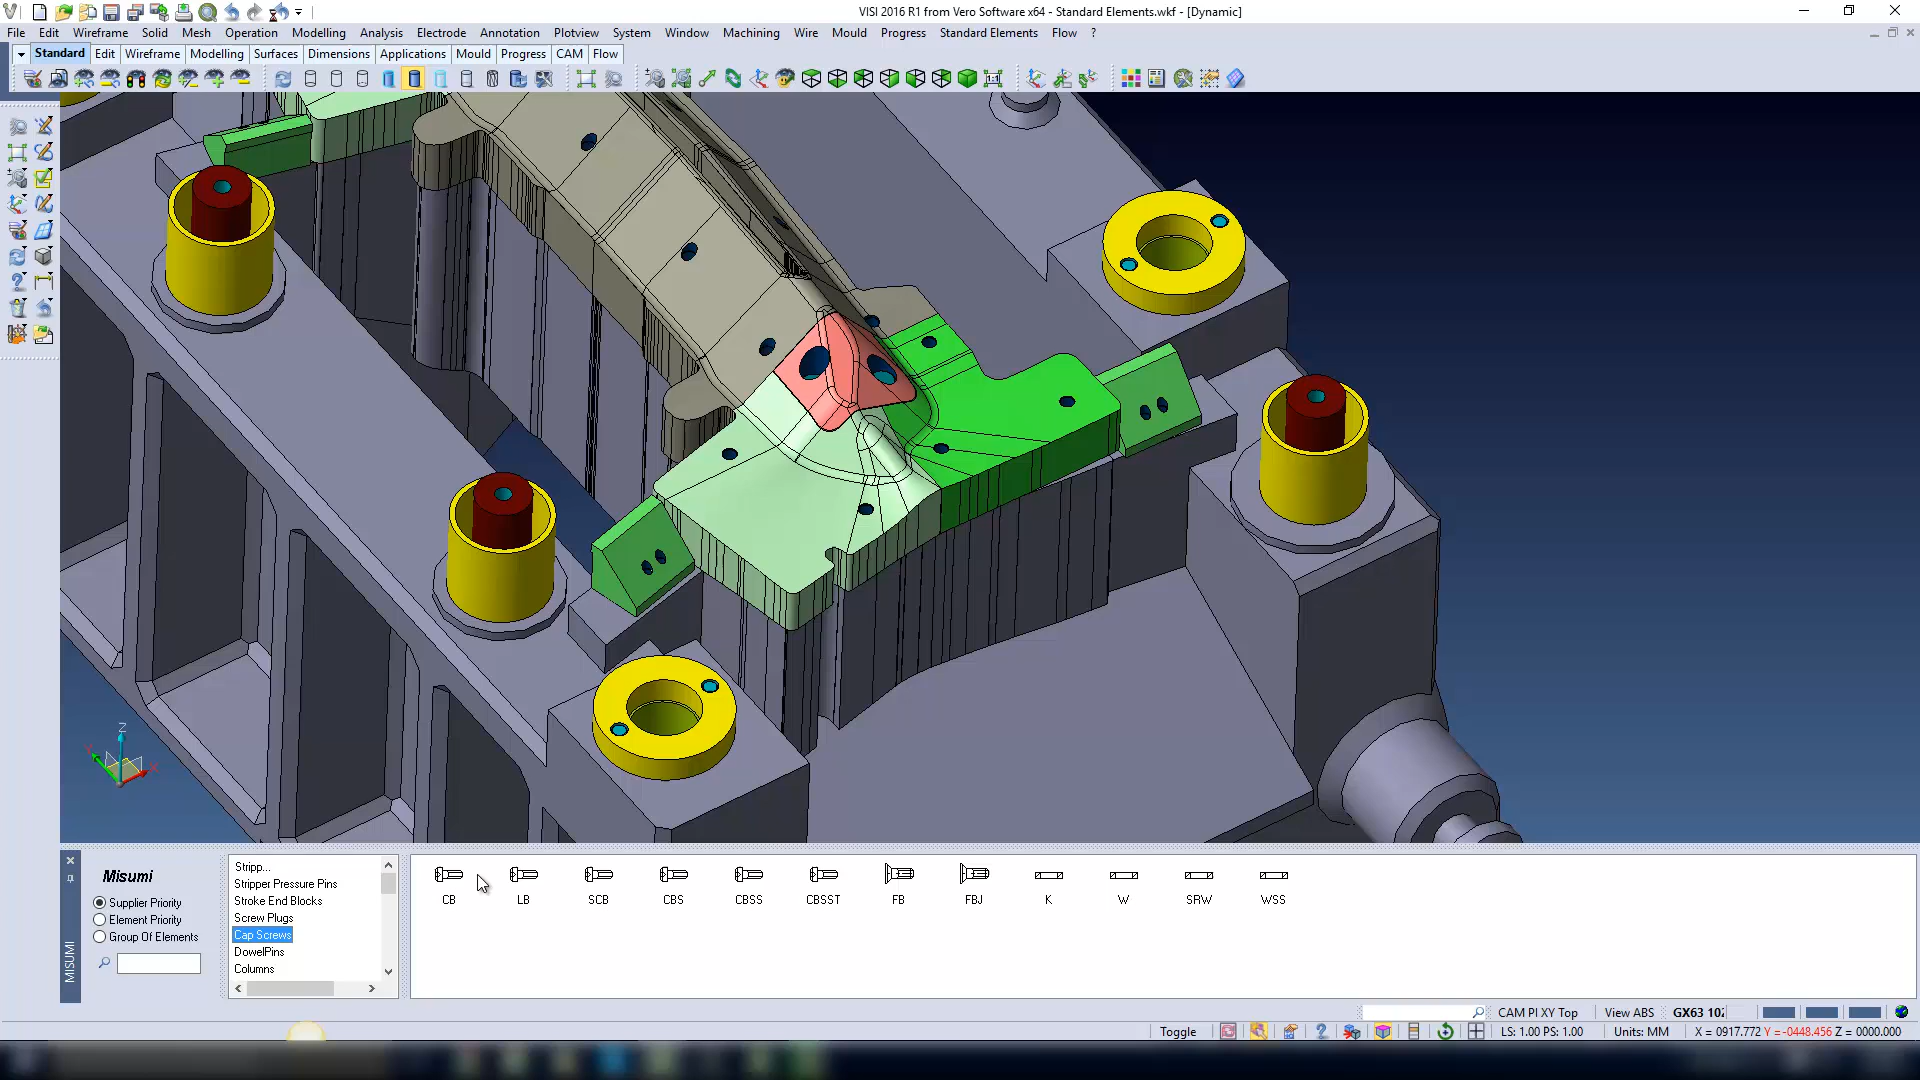 VISI 2016 R1 from Vero Software x64 - Standard Elements.wkf - [Dynamic]
File Edit Wireframe Solid Mesh Operation Modelling Analysis Electrode Annotation Plotview System Window Machining Wire Mould Progress Standard Elements Flow ?
Standard Edit Wireframe Modelling Surfaces Dimensions Applications Mould Progress CAM Flow
1:1
Z
Y
X
Misumi
Supplier Priority
Element Priority
Group Of Elements
MISUMI
Stripp...
Stripper Pressure Pins
Stroke End Blocks
Screw Plugs
Cap Screws
DowelPins
Columns
CB LB SCB CBS CBSS CBSST FB FBJ K W SRW WSS
CAM PI XY Top View ABS GX63 102
Toggle LS: 1.00 PS: 1.00 Units: MM X = 0917.772 Y =-0448.456 Z = 0000.000